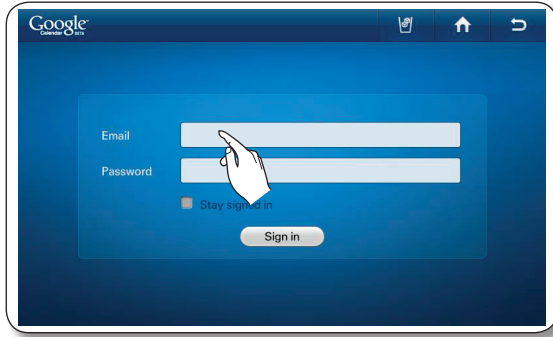 Google
Calendar BETA
Email
Password
Stay signed in
Sign in